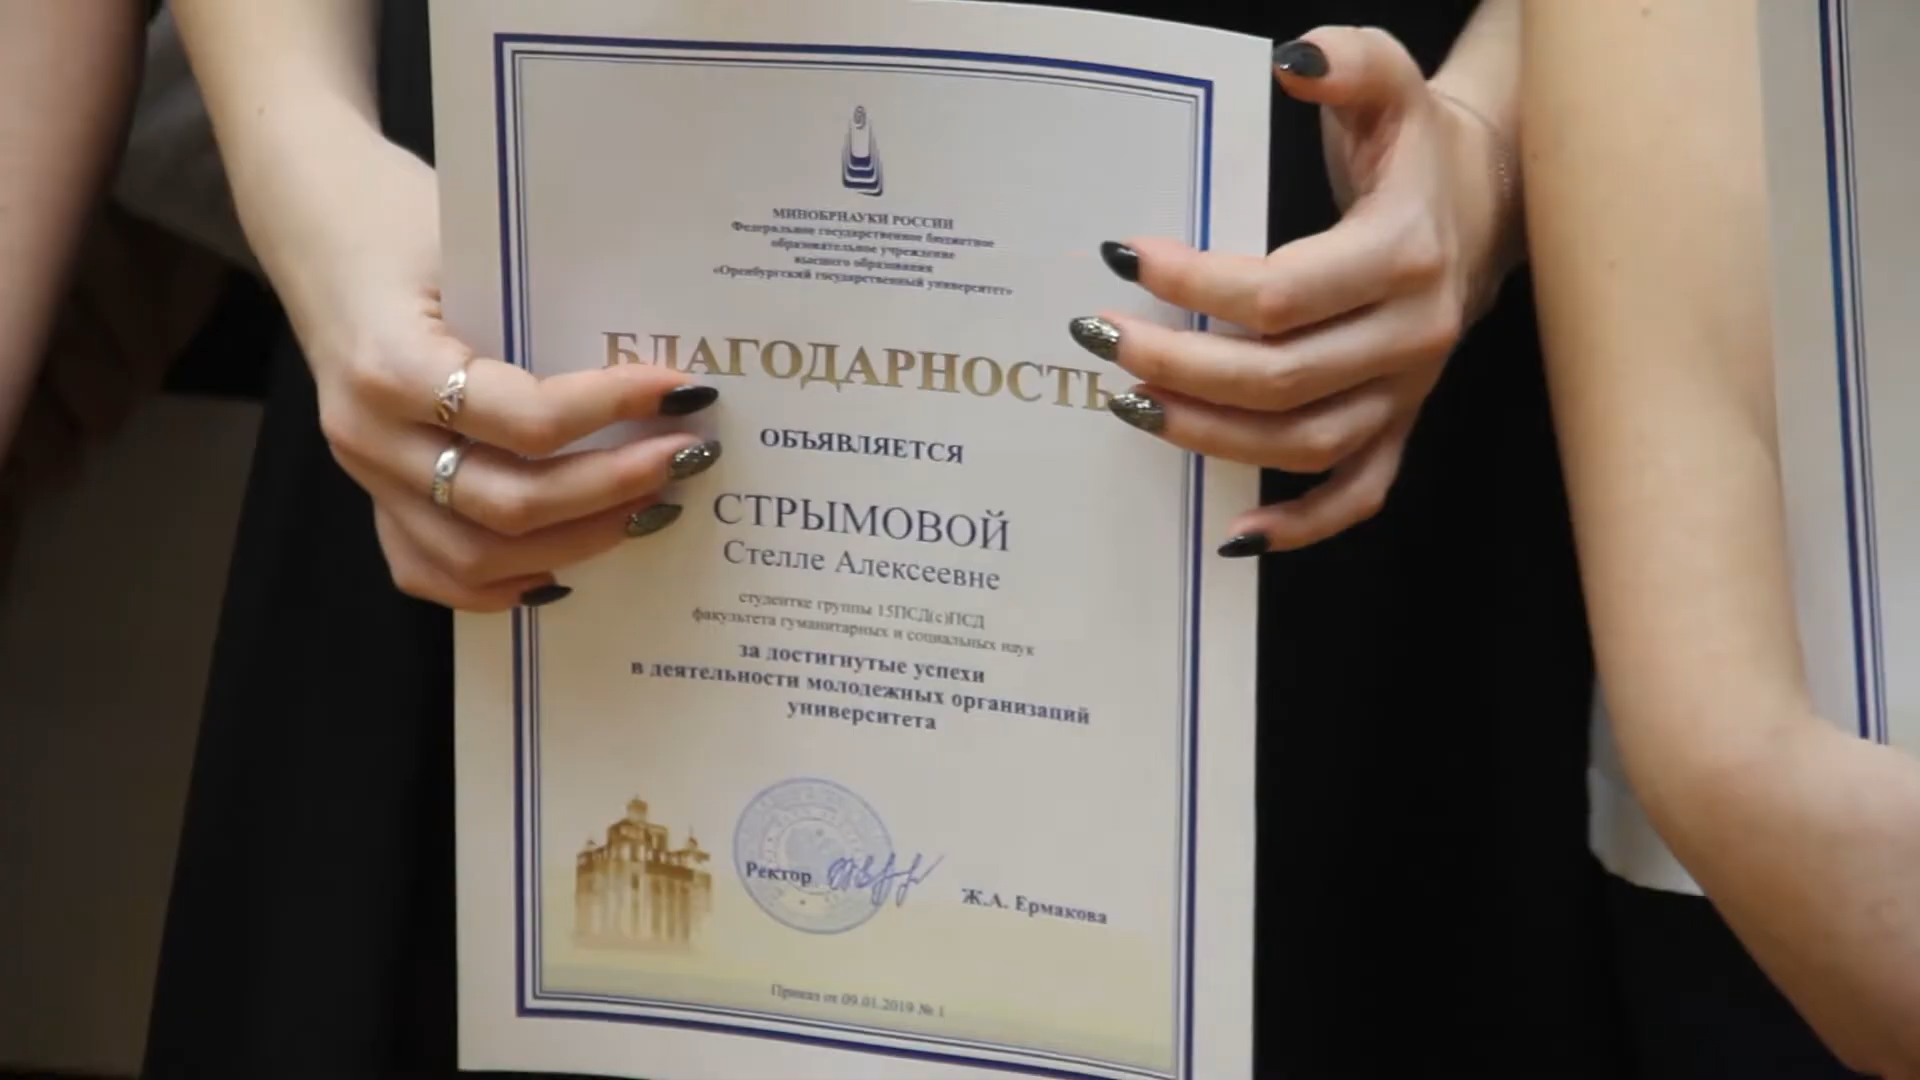 МИНОБРНАУКИ РОССИИ
Федеральное государственное бюджетное
образовательное учреждение
высшего образования
«Оренбургский государственный университет»
БЛАГОДАРНОСТЬ
ОБЪЯВЛЯЕТСЯ
СТРЫМОВОЙ
Стелле Алексеевне
студентке группы 15ПСД(с)ПСД
факультета гуманитарных и социальных наук
за достигнутые успехи
в деятельности молодежных организаций
университета
Ректор
Ж.А. Ермакова
Приказ от 09.01.2019 № 1